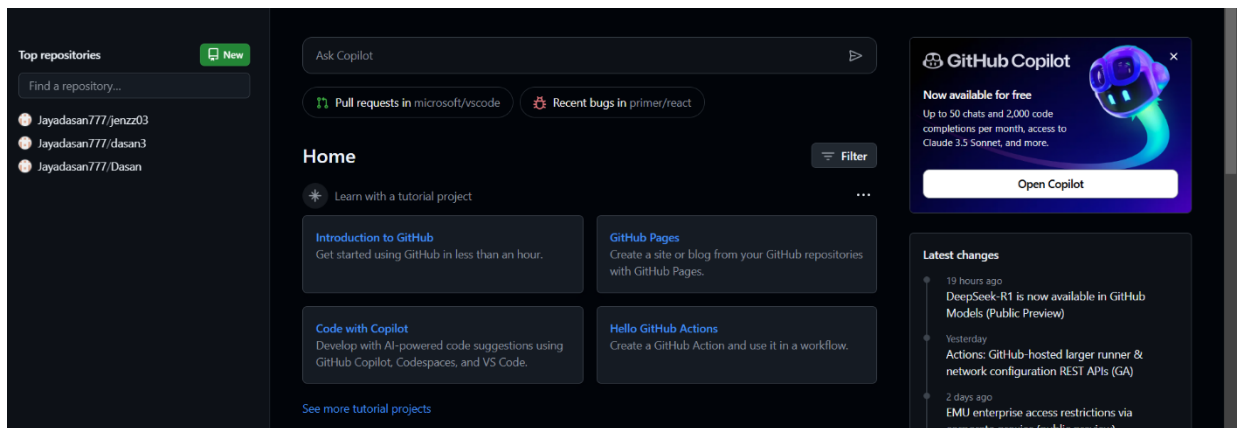 Top repositories
New
Find a repository...
Jayadasan777/jenzz03
Jayadasan777/dasan3
Jayadasan777/Dasan
Ask Copilot
Pull requests in microsoft/vscode
Recent bugs in primer/react
Home
Filter
Learn with a tutorial project
Introduction to GitHub
Get started using GitHub in less than an hour.
GitHub Pages
Create a site or blog from your GitHub repositories
with GitHub Pages.
Code with Copilot
Develop with AI-powered code suggestions using
GitHub Copilot, Codespaces, and VS Code.
Hello GitHub Actions
Create a GitHub Action and use it in a workflow.
See more tutorial projects
GitHub Copilot
Now available for free
Up to 50 chats and 2,000 code
completions per month, access to
Claude 3.5 Sonnet, and more.
Open Copilot
Latest changes
19 hours ago
DeepSeek-R1 is now available in GitHub
Models (Public Preview)
Yesterday
Actions: GitHub-hosted larger runner &
network configuration REST APIs (GA)
2 days ago
EMU enterprise access restrictions via